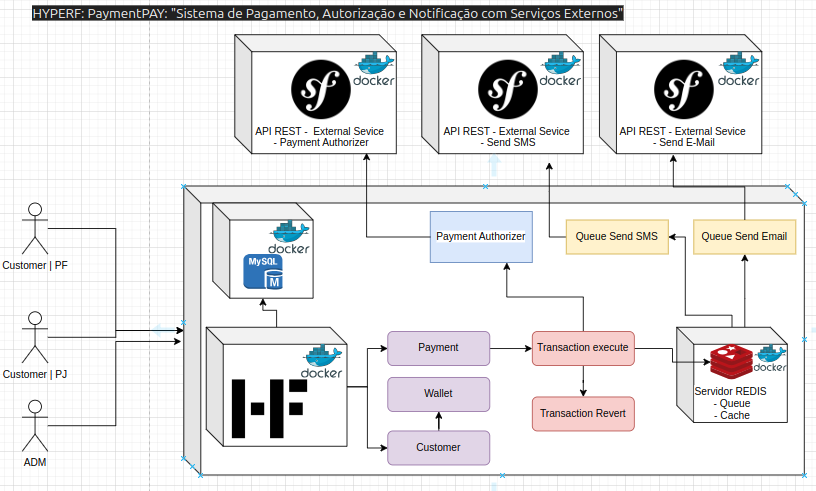 HYPERF: PaymentPAY: "Sistema de Pagamento, Autorização e Notificação com Serviços Externos"
docker
docker
docker
sf
sf
sf
API REST - External Sevice
- Payment Authorizer
API REST - External Sevice
- Send SMS
API REST - External Sevice
- Send E-Mail
Customer | PF
Customer | PJ
ADM
docker
MySQL
M
Payment Authorizer
Queue Send SMS
Queue Send Email
docker
HF
Payment
Wallet
Customer
Transaction execute
Transaction Revert
docker
Servidor REDIS
- Queue
- Cache